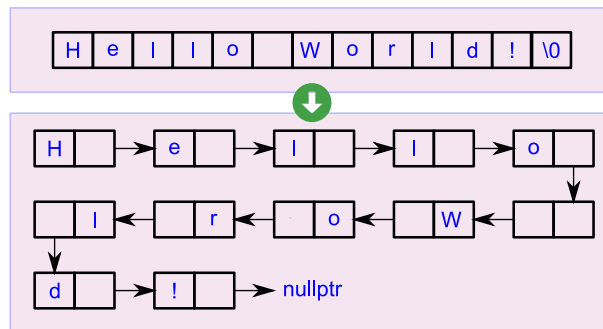 H e l l o W o r l d ! \0
H e l l o
l r o W
d ! nullptr